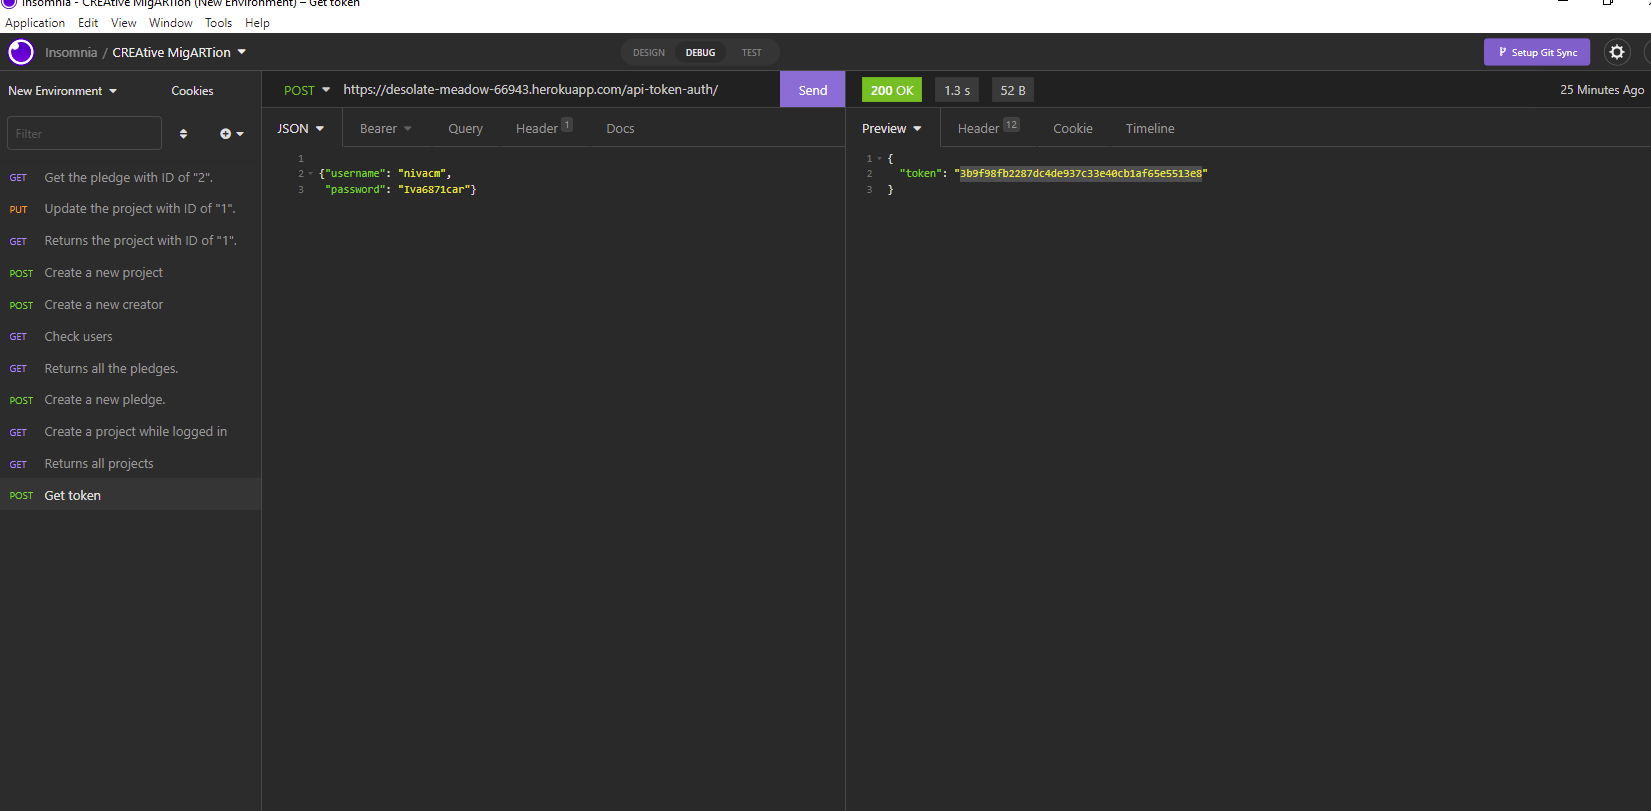 Insomnia - CREAtive MigARTion (New Environment) – Get token
Application Edit View Window Tools Help
Insomnia / CREAtive MigARTion
DESIGN DEBUG TEST
Setup Git Sync
New Environment Cookies
POST https://desolate-meadow-66943.herokuapp.com/api-token-auth/ Send
200 OK 1.3 s 52 B 25 Minutes Ago
Filter
JSON Bearer Query Header 1 Docs
Preview Header 12 Cookie Timeline
1
2 {"username": "nivacm",
3 "password": "Iva6871car"}
1 {
2 "token": "3b9f98fb2287dc4de937c33e40cb1af65e5513e8"
3 }
GET Get the pledge with ID of "2".
PUT Update the project with ID of "1".
GET Returns the project with ID of "1".
POST Create a new project
POST Create a new creator
GET Check users
GET Returns all the pledges.
POST Create a new pledge.
GET Create a project while logged in
GET Returns all projects
POST Get token